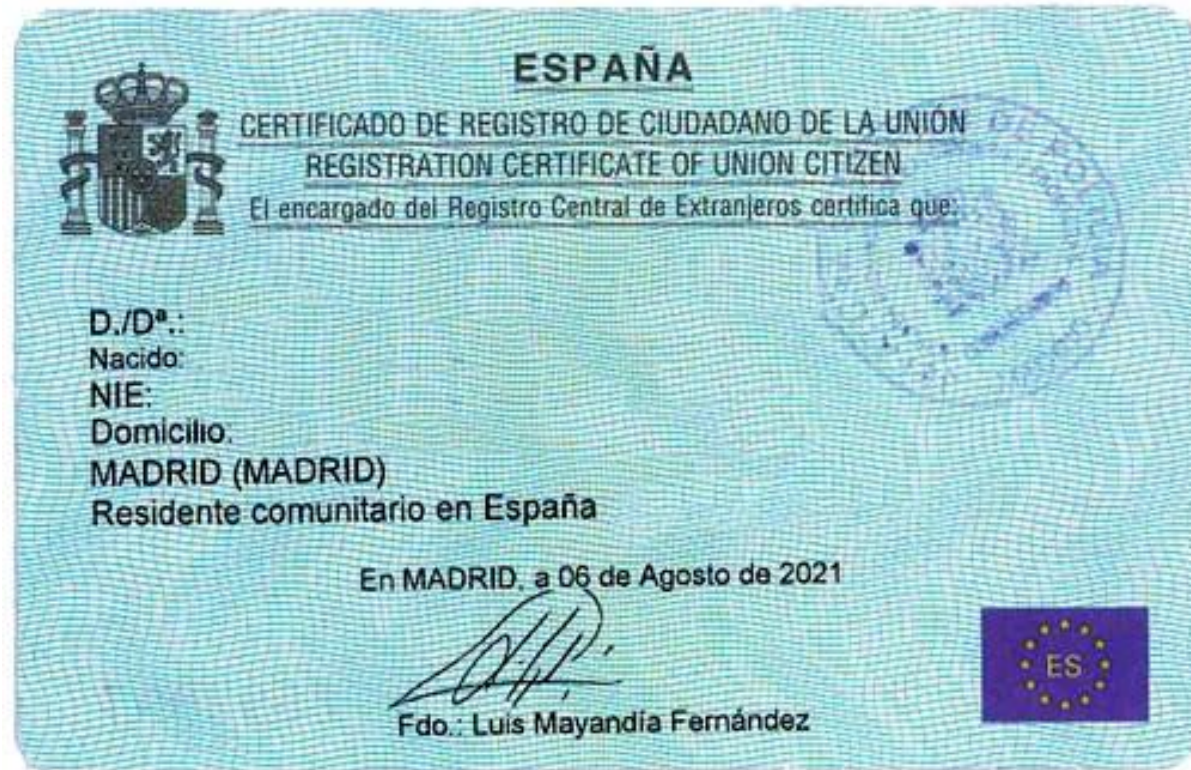 ESPAÑA
CERTIFICADO DE REGISTRO DE CIUDADANO DE LA UNIÓN
REGISTRATION CERTIFICATE OF UNION CITIZEN
El encargado del Registro Central de Extranjeros certifica que:
DE POLICIA
D./Dª.:
Nacido:
NIE:
Domicilio.
MADRID (MADRID)
Residente comunitario en España
En MADRID, a 06 de Agosto de 2021
Fdo.: Luis Mayandía Fernández
ES